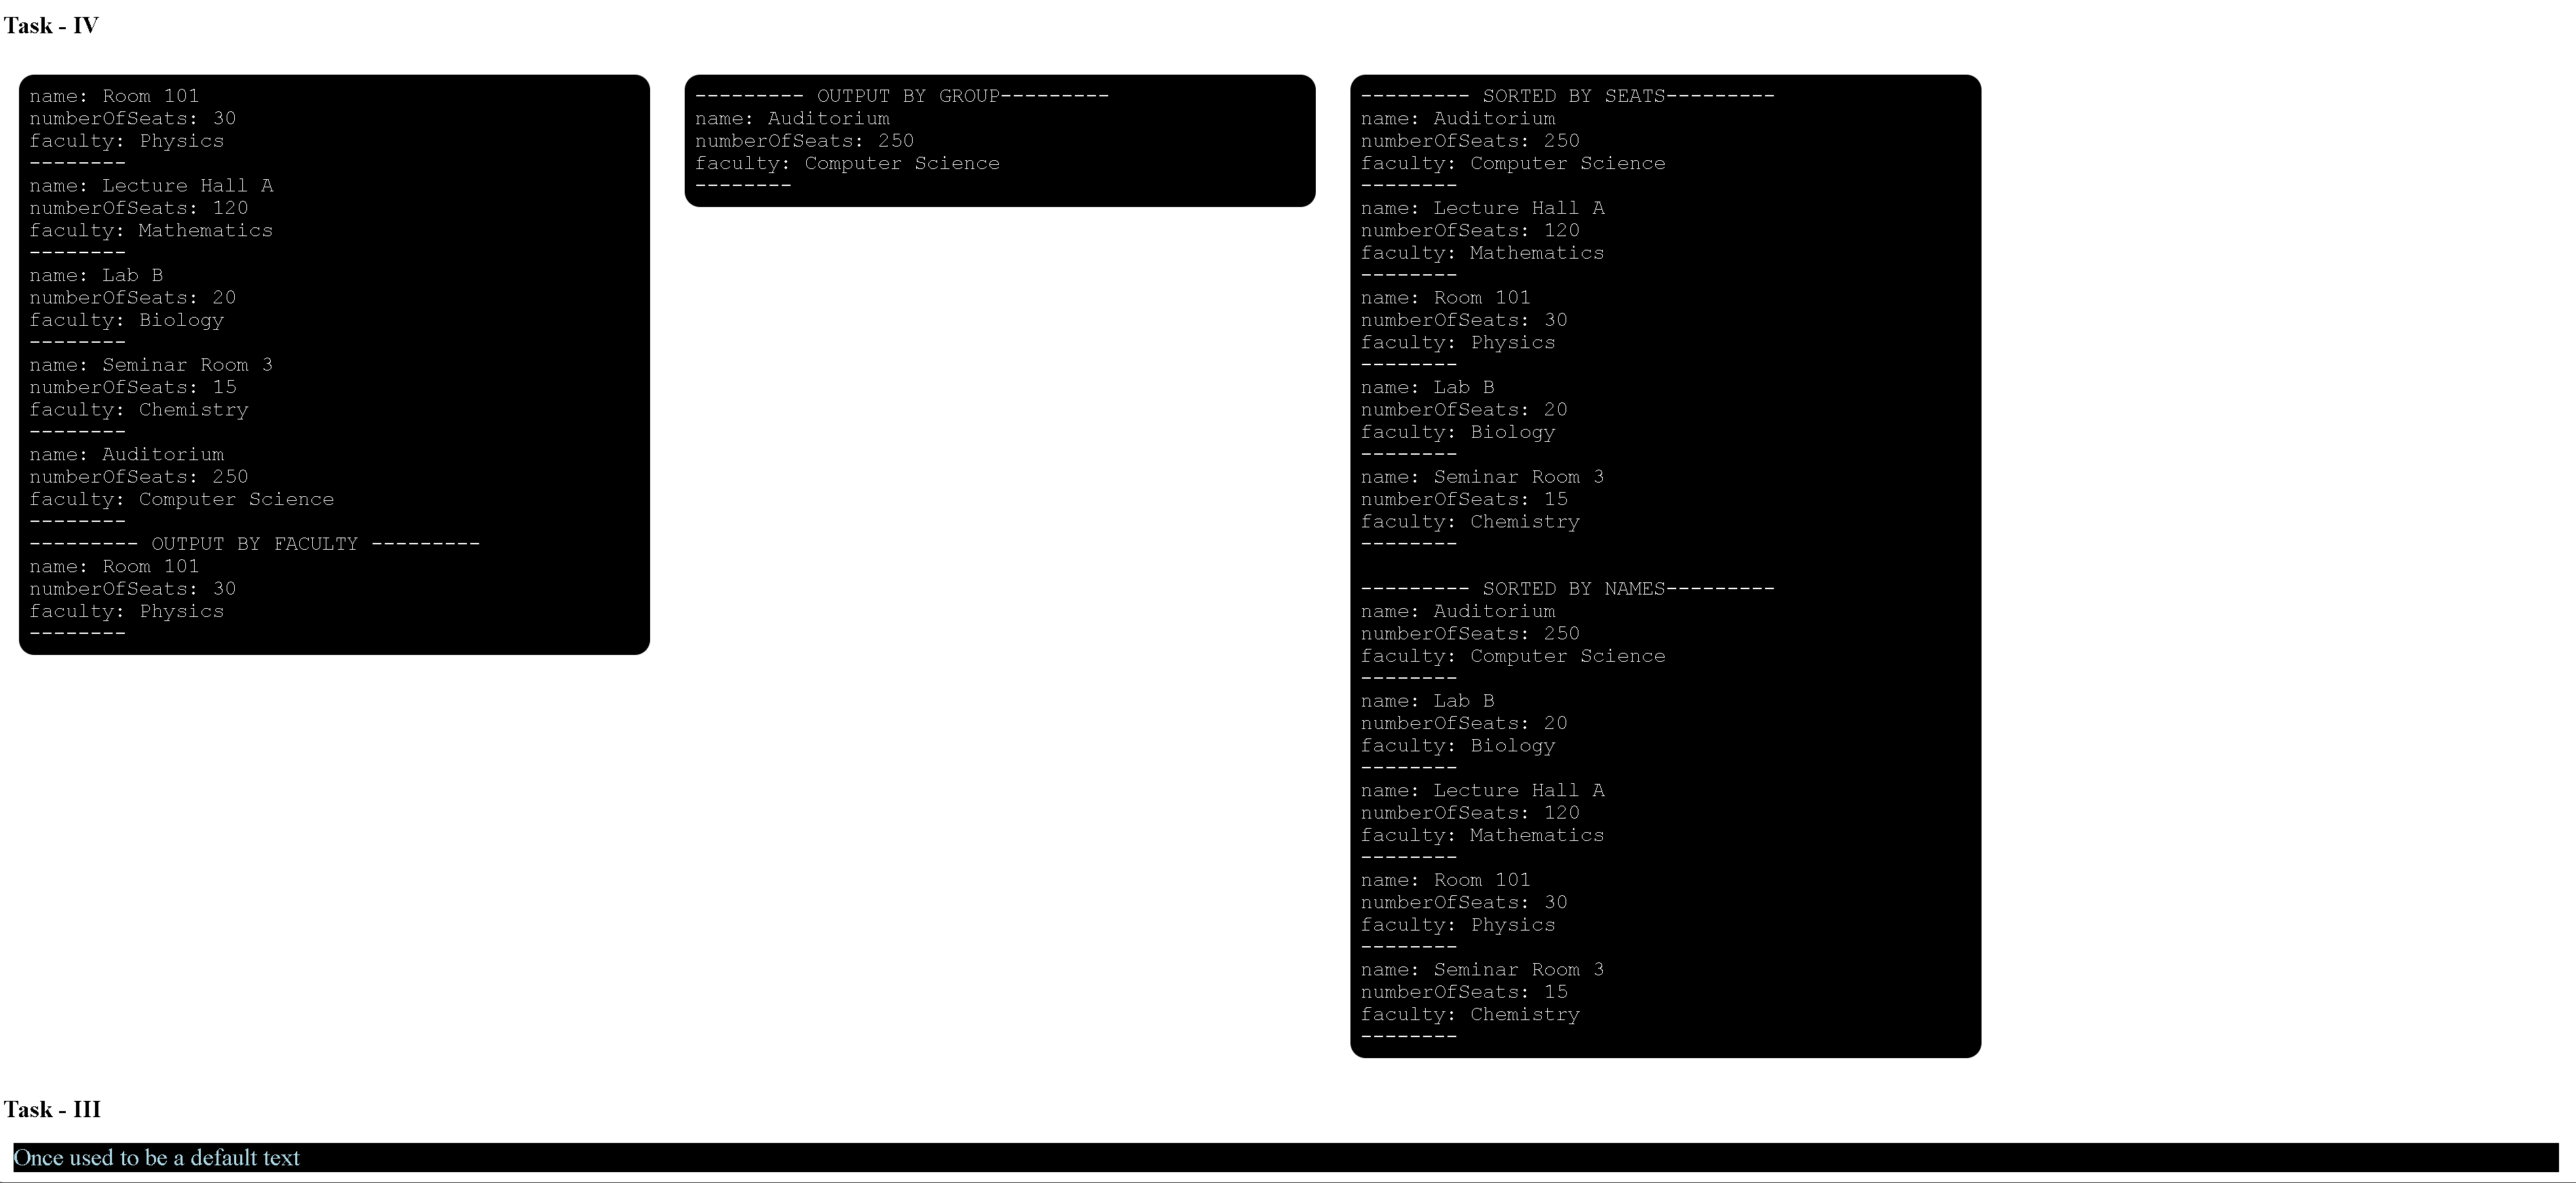 Task - IV
name: Room 101
numberOfSeats: 30
faculty: Physics
--------
name: Lecture Hall A
numberOfSeats: 120
faculty: Mathematics
--------
name: Lab B
numberOfSeats: 20
faculty: Biology
--------
name: Seminar Room 3
numberOfSeats: 15
faculty: Chemistry
--------
name: Auditorium
numberOfSeats: 250
faculty: Computer Science
--------
--------- OUTPUT BY FACULTY ---------
name: Room 101
numberOfSeats: 30
faculty: Physics
--------
--------- OUTPUT BY GROUP---------
name: Auditorium
numberOfSeats: 250
faculty: Computer Science
--------
--------- SORTED BY SEATS---------
name: Auditorium
numberOfSeats: 250
faculty: Computer Science
--------
name: Lecture Hall A
numberOfSeats: 120
faculty: Mathematics
--------
name: Room 101
numberOfSeats: 30
faculty: Physics
--------
name: Lab B
numberOfSeats: 20
faculty: Biology
--------
name: Seminar Room 3
numberOfSeats: 15
faculty: Chemistry
--------
--------- SORTED BY NAMES---------
name: Auditorium
numberOfSeats: 250
faculty: Computer Science
--------
name: Lab B
numberOfSeats: 20
faculty: Biology
--------
name: Lecture Hall A
numberOfSeats: 120
faculty: Mathematics
--------
name: Room 101
numberOfSeats: 30
faculty: Physics
--------
name: Seminar Room 3
numberOfSeats: 15
faculty: Chemistry
--------
Task - III
Once used to be a default text